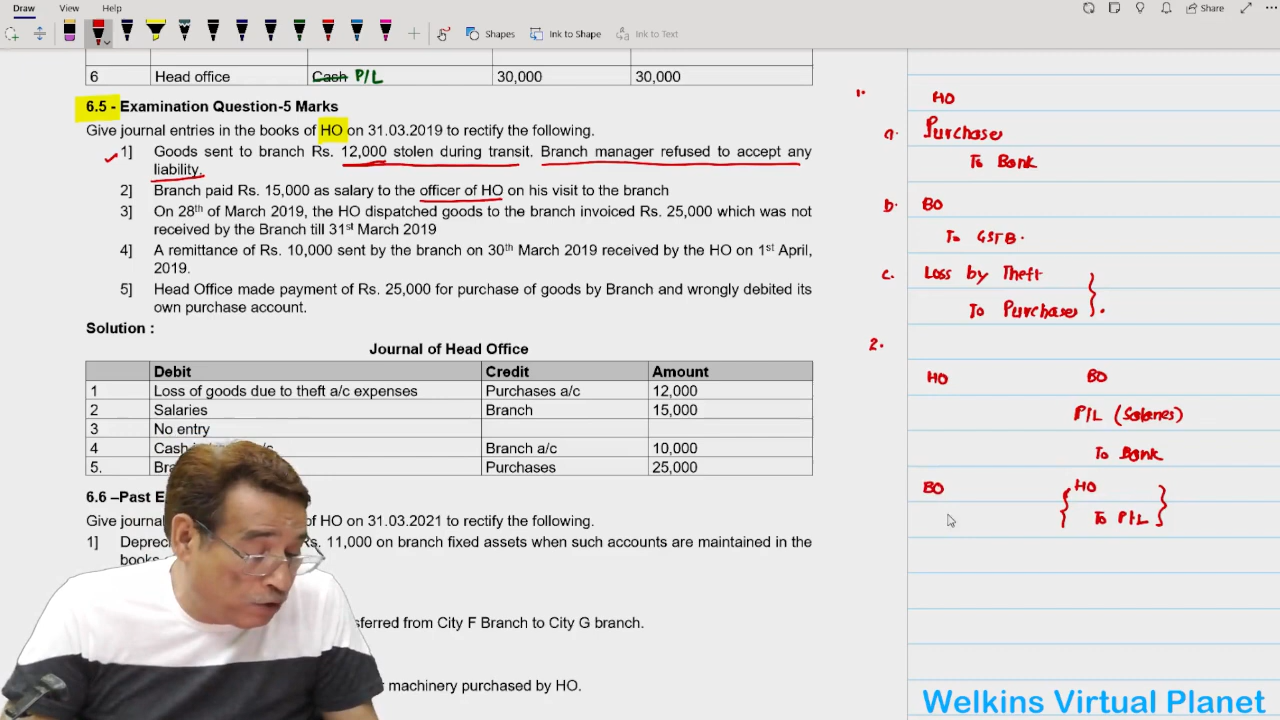 Draw View Share
Shapes Ink to Shape Ink to Text
6 Head office Cash P/L 30,000 30,000
6.5 - Examination Question-5 Marks
Give journal entries in the books of HO on 31.03.2019 to rectify the following.
1] Goods sent to branch Rs. 12,000 stolen during transit. Branch manager refused to accept any
liability.
2] Branch paid Rs. 15,000 as salary to the officer of HO on his visit to the branch
3] On 28th of March 2019, the HO dispatched goods to the branch invoiced Rs. 25,000 which was not
received by the Branch till 31st March 2019
4] A remittance of Rs. 10,000 sent by the branch on 30th March 2019 received by the HO on 1st April,
2019.
5] Head Office made paymnt of Rs. 25,000 for purchase of goods by Branch and wrongly debited its
own purchase account.
Solution :
Journal of Head Office
Debit Credit Amount
1 Loss of goods due to theft a/c expenses Purchases a/c 12,000
2 Salaries Branch 15,000
3 No entry
4 Branch a/c 10,000
5. Purchases 25,000
6.6 –Past
Give of HO on 31.03.2021 to rectify the following.
1] Rs. 11,000 on branch fixed assets when such accounts are maintained in the
from City F Branch to City G branch.
machinery purchased by HO.
1. HO
a. Purchases
To Bank
b. BO
To GSTB.
c. Loss by Theft
To Purchases
2.
HO BO
P/L (Salaries)
To Bank
BO HO
To P/L
Welkins Virtual Planet